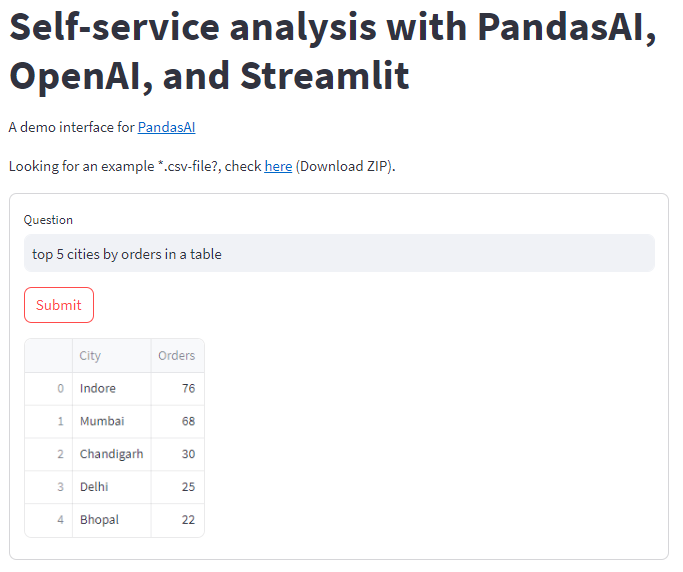 Self-service analysis with PandasAI,
OpenAI, and Streamlit
A demo interface for PandasAI
Looking for an example *.csv-file?, check here (Download ZIP).
Question
top 5 cities by orders in a table
Submit
City Orders
0 Indore 76
1 Mumbai 68
2 Chandigarh 30
3 Delhi 25
4 Bhopal 22